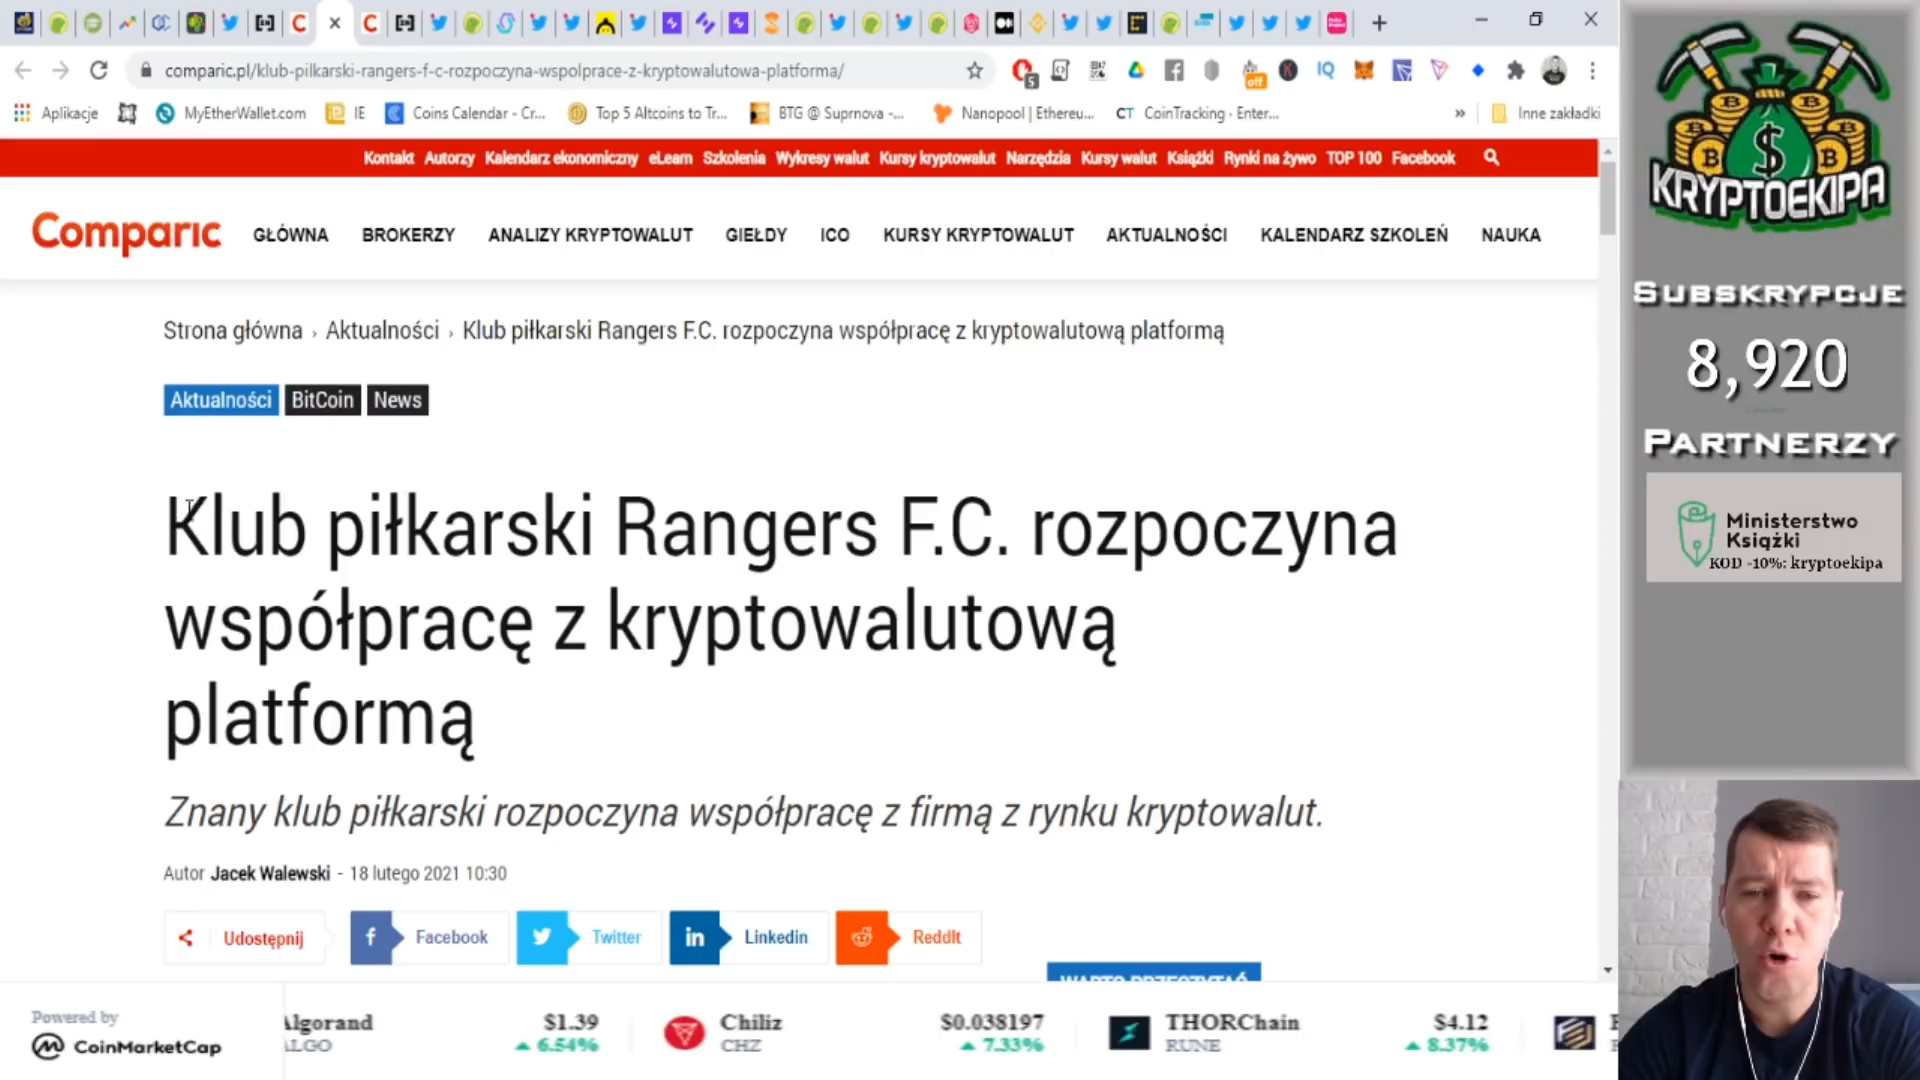 comparic.pl/klub-pilkarski-rangers-f-c-rozpoczyna-wspolprace-z-kryptowalutowa-platforma/
5
off
IQ
Aplikacje
MyEtherWallet.com
IE
Coins Calendar - Cr...
Top 5 Altcoins to Tr...
BTG @ Suprnova -...
Nanopool | Ethereu...
CT CoinTracking · Enter...
»
Inne zakładki
Kontakt Autorzy Kalendarz ekonomiczny eLearn Szkolenia Wykresy walut Kursy kryptowalut Narzędzia Kursy walut Książki Rynki na żywo TOP 100 Facebook
Comparic
GŁÓWNA BROKERZY ANALIZY KRYPTOWALUT GIEŁDY ICO KURSY KRYPTOWALUT AKTUALNOŚCI KALENDARZ SZKOLEŃ NAUKA
Strona główna › Aktualności › Klub piłkarski Rangers F.C. rozpoczyna współpracę z kryptowalutową platformą
Aktualności BitCoin News
Klub piłkarski Rangers F.C. rozpoczyna
współpracę z kryptowalutową
platformą
Znany klub piłkarski rozpoczyna współpracę z firmą z rynku kryptowalut.
Autor Jacek Walewski - 18 lutego 2021 10:30
Udostępnij
Facebook
Twitter
Linkedin
ReddIt
WARTO PRZECZYTAĆ
Powered by
CoinMarketCap
Algorand
ALGO
$1.39
6.54%
Chiliz
CHZ
$0.038197
7.33%
THORChain
RUNE
$4.12
8.37%
KRYPTOEKIPA
SUBSKRYPCJE
8,920
PARTNERZY
Ministerstwo
Książki
KOD -10%: kryptoekipa